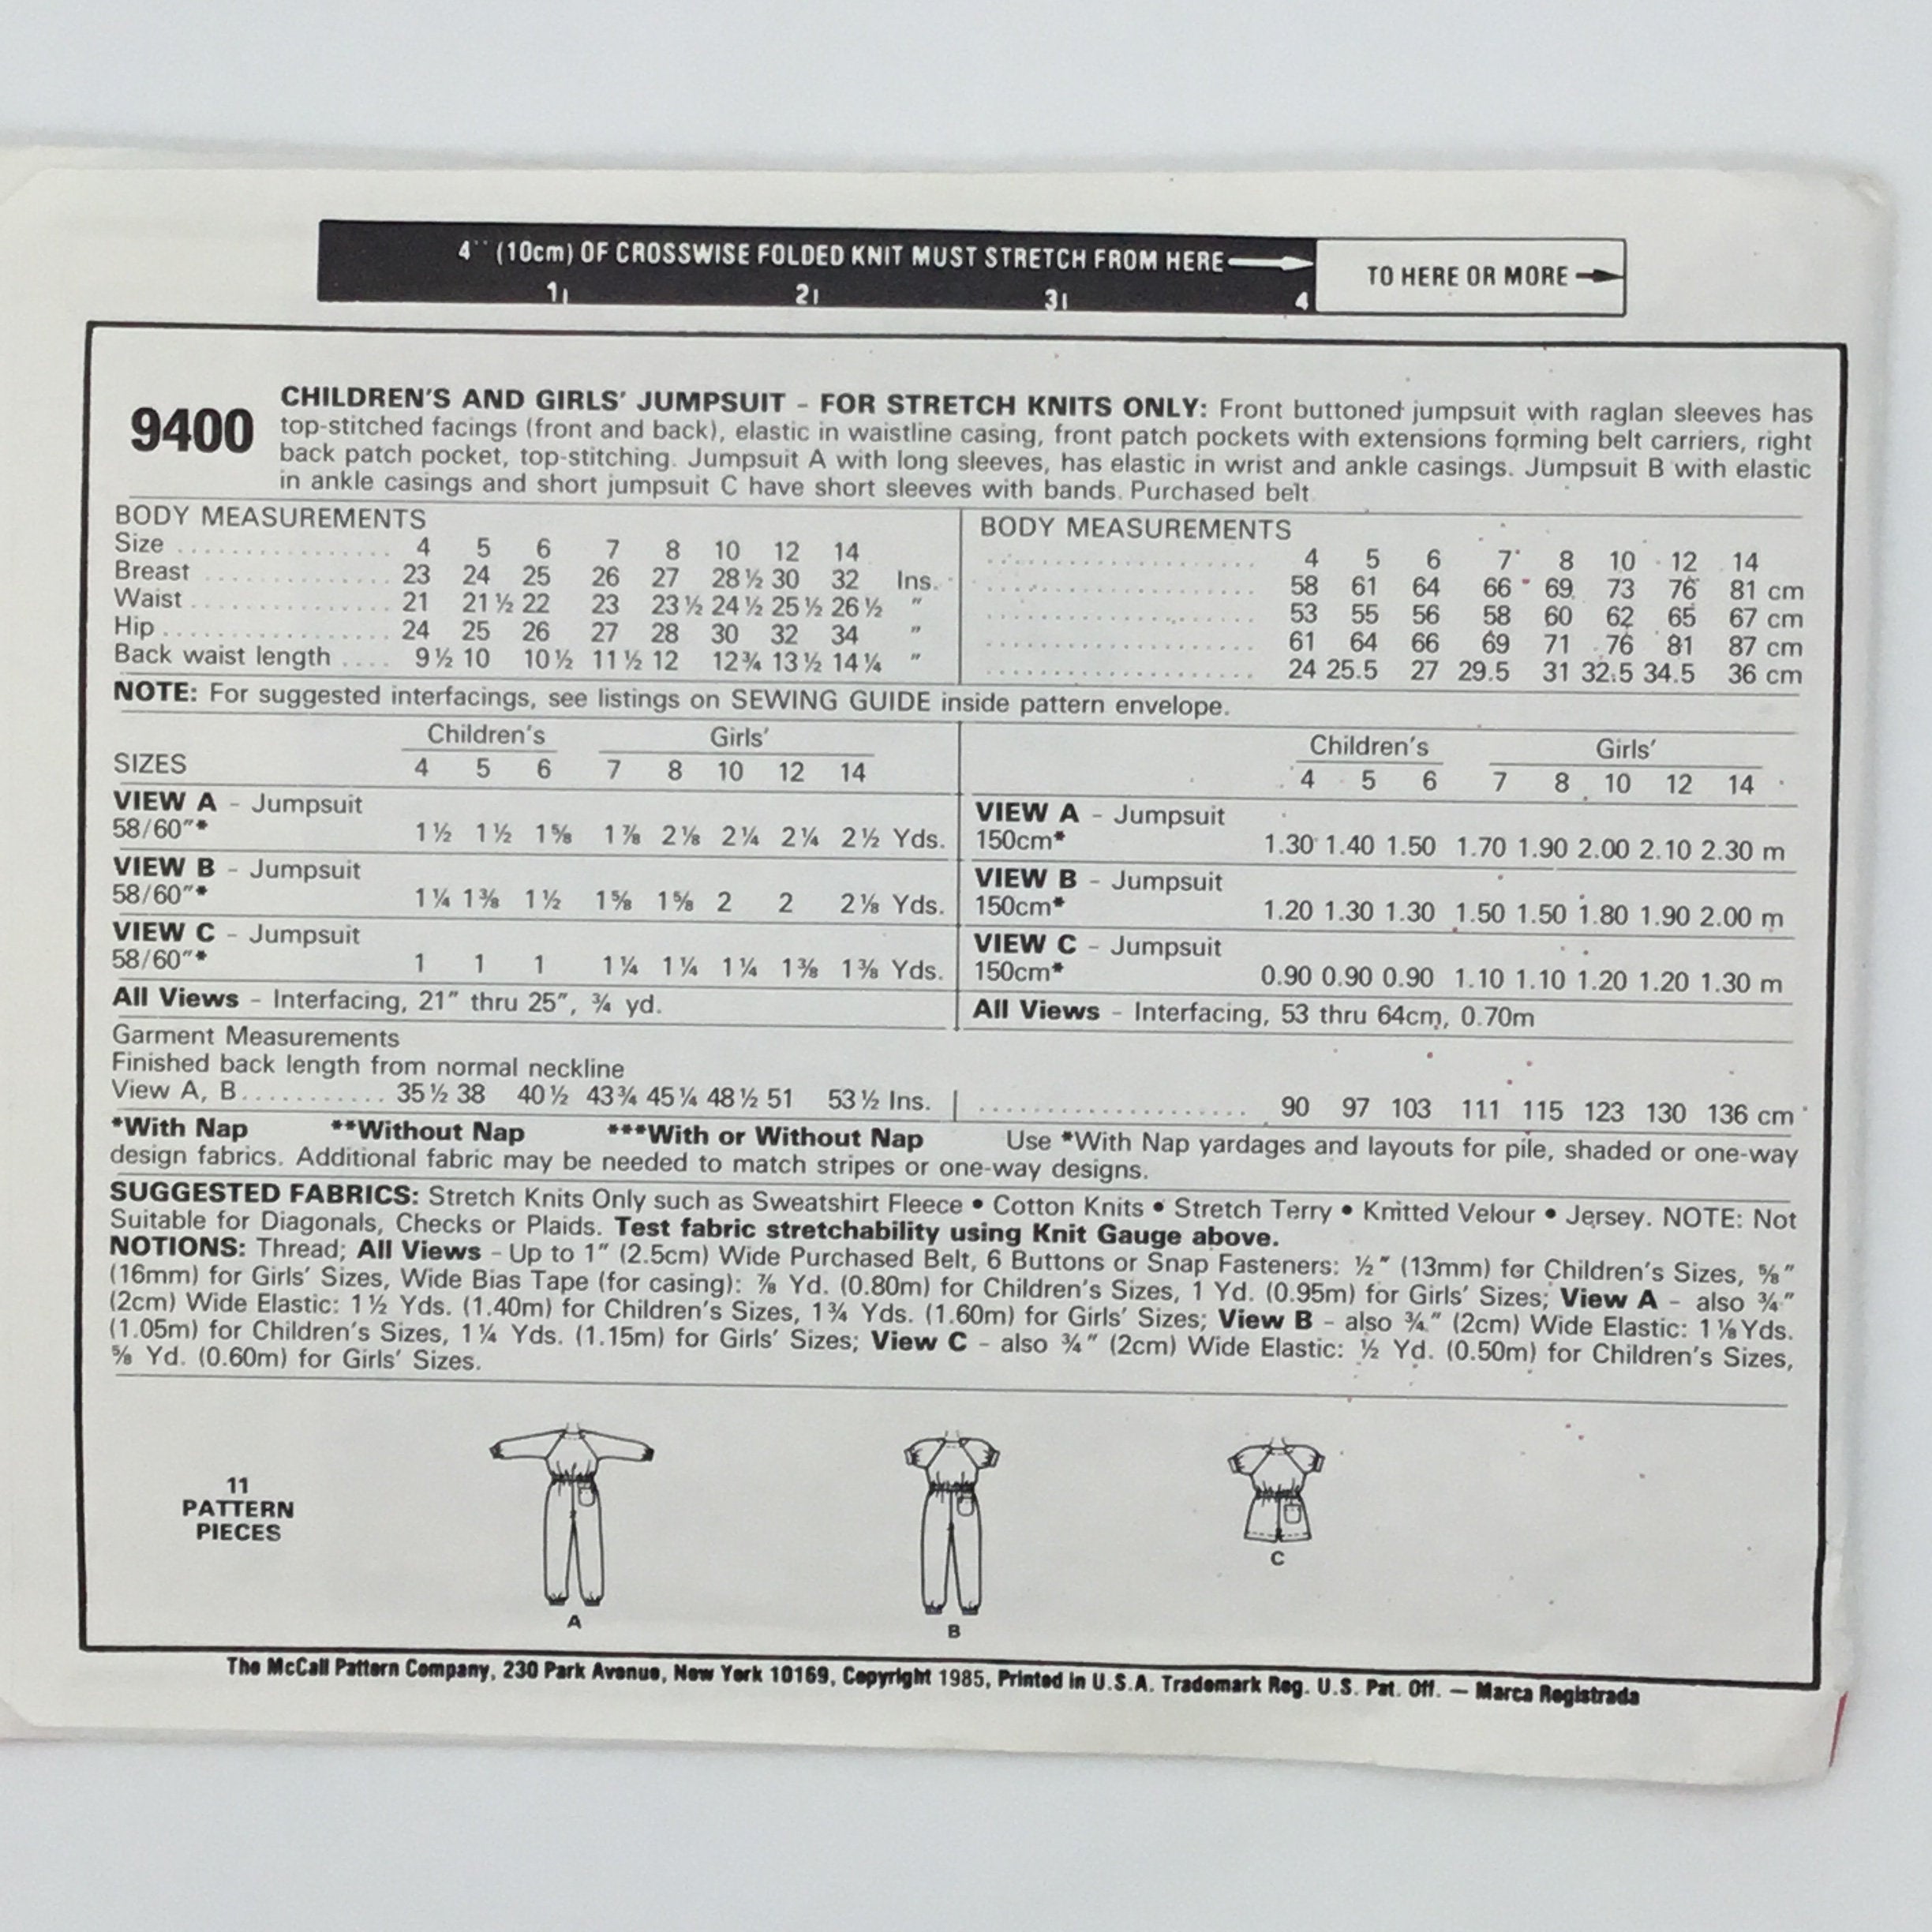 4" (10cm) OF CROSSWISE FOLDED KNIT MUST STRETCH FROM HERE TO HERE OR MORE
1 2 3 4
9400
CHILDREN'S AND GIRLS' JUMPSUIT - FOR STRETCH KNITS ONLY: Front buttoned jumpsuit with raglan sleeves has
top-stitched facings (front and back), elastic in waistline casing, front patch pockets with extensions forming belt carriers, right
back patch pocket, top-stitching. Jumpsuit A with long sleeves, has elastic in wrist and ankle casings. Jumpsuit B with elastic
in ankle casings and short jumpsuit C have short sleeves with bands. Purchased belt.
BODY MEASUREMENTS
Size ................ 4 5 6 7 8 10 12 14
Breast .............. 23 24 25 26 27 28½ 30 32 Ins.
Waist ............... 21 21½ 22 23 23½ 24½ 25½ 26½ "
Hip ................. 24 25 26 27 28 30 32 34 "
Back waist length .... 9½ 10 10½ 11½ 12 12¾ 13½ 14¼ "
BODY MEASUREMENTS
.................... 4 5 6 7 8 10 12 14
.................... 58 61 64 66 69 73 76 81 cm
.................... 53 55 56 58 60 62 65 67 cm
.................... 61 64 66 69 71 76 81 87 cm
.................... 24 25.5 27 29.5 31 32.5 34.5 36 cm
NOTE: For suggested interfacings, see listings on SEWING GUIDE inside pattern envelope.
Children's Girls'
SIZES 4 5 6 7 8 10 12 14
VIEW A - Jumpsuit
58/60"* 1½ 1½ 1⅝ 1⅞ 2⅛ 2¼ 2¼ 2½ Yds.
VIEW B - Jumpsuit
58/60"* 1¼ 1⅜ 1½ 1⅝ 1⅝ 2 2 2⅛ Yds.
VIEW C - Jumpsuit
58/60"* 1 1 1 1¼ 1¼ 1¼ 1⅜ 1⅜ Yds.
All Views - Interfacing, 21" thru 25", ¾ yd.
Children's Girls'
4 5 6 7 8 10 12 14
VIEW A - Jumpsuit
150cm* 1.30 1.40 1.50 1.70 1.90 2.00 2.10 2.30 m
VIEW B - Jumpsuit
150cm* 1.20 1.30 1.30 1.50 1.50 1.80 1.90 2.00 m
VIEW C - Jumpsuit
150cm* 0.90 0.90 0.90 1.10 1.10 1.20 1.20 1.30 m
All Views - Interfacing, 53 thru 64cm, 0.70m
Garment Measurements
Finished back length from normal neckline
View A, B............ 35½ 38 40½ 43¾ 45¼ 48½ 51 53½ Ins. .................... 90 97 103 111 115 123 130 136 cm
*With Nap **Without Nap ***With or Without Nap Use *With Nap yardages and layouts for pile, shaded or one-way
design fabrics. Additional fabric may be needed to match stripes or one-way designs.
SUGGESTED FABRICS: Stretch Knits Only such as Sweatshirt Fleece • Cotton Knits • Stretch Terry • Knitted Velour • Jersey. NOTE: Not
Suitable for Diagonals, Checks or Plaids. Test fabric stretchability using Knit Gauge above.
NOTIONS: Thread; All Views - Up to 1" (2.5cm) Wide Purchased Belt, 6 Buttons or Snap Fasteners: ½" (13mm) for Children's Sizes, ⅝"
(16mm) for Girls' Sizes, Wide Bias Tape (for casing): ⅞ Yd. (0.80m) for Children's Sizes, 1 Yd. (0.95m) for Girls' Sizes; View A - also ¾"
(2cm) Wide Elastic: 1½ Yds. (1.40m) for Children's Sizes, 1¾ Yds. (1.60m) for Girls' Sizes; View B - also ¾" (2cm) Wide Elastic: 1⅛ Yds.
(1.05m) for Children's Sizes, 1¼ Yds. (1.15m) for Girls' Sizes; View C - also ¾" (2cm) Wide Elastic: ½ Yd. (0.50m) for Children's Sizes,
⅝ Yd. (0.60m) for Girls' Sizes.
11
PATTERN
PIECES
A
B
C
The McCall Pattern Company, 230 Park Avenue, New York 10169, Copyright 1985, Printed in U.S.A. Trademark Reg. U.S. Pat. Off. — Marca Registrada